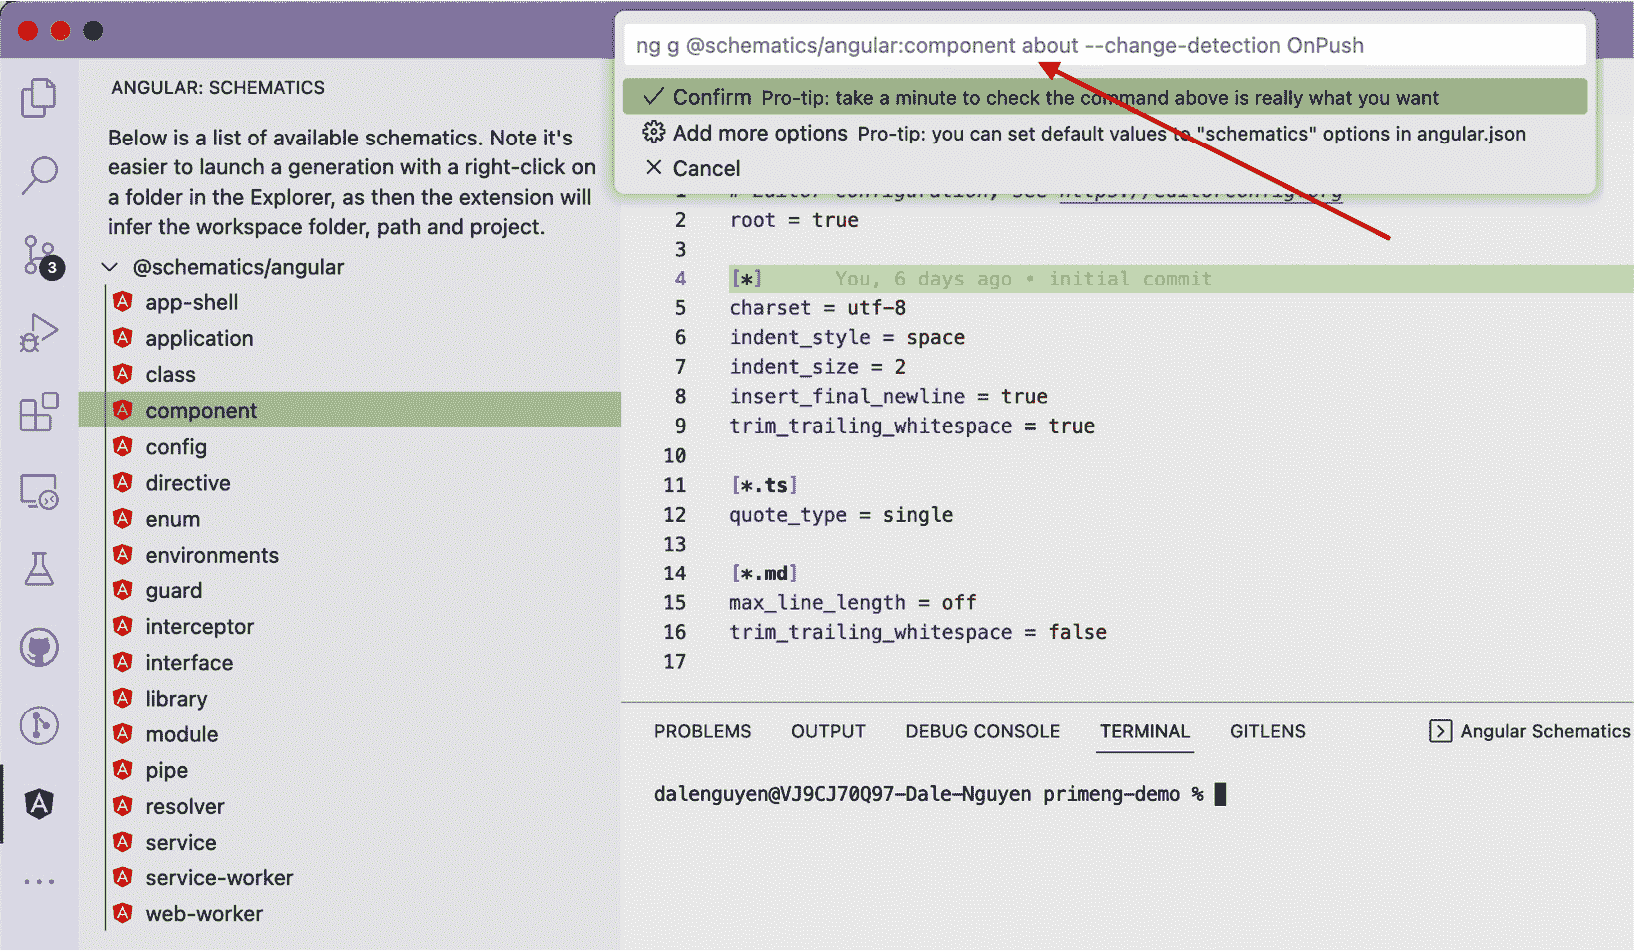 ng g @schematics/angular:component about --change-detection OnPush
Confirm Pro-tip: take a minute to check the command above is really what you want
Add more options Pro-tip: you can set default values to "schematics" options in angular.json
Cancel
ANGULAR: SCHEMATICS
Below is a list of available schematics. Note it's
easier to launch a generation with a right-click on
a folder in the Explorer, as then the extension will
infer the workspace folder, path and project.
3
@schematics/angular
app-shell
application
class
component
config
directive
enum
environments
guard
interceptor
interface
library
module
pipe
resolver
service
service-worker
web-worker
1 # Editor configuration, see https://editorconfig.org
2 root = true
3
4 [*] You, 6 days ago • initial commit
5 charset = utf-8
6 indent_style = space
7 indent_size = 2
8 insert_final_newline = true
9 trim_trailing_whitespace = true
10
11 [*.ts]
12 quote_type = single
13
14 [*.md]
15 max_line_length = off
16 trim_trailing_whitespace = false
17
PROBLEMS OUTPUT DEBUG CONSOLE TERMINAL GITLENS Angular Schematics
dalenguyen@VJ9CJ70Q97-Dale-Nguyen primeng-demo %